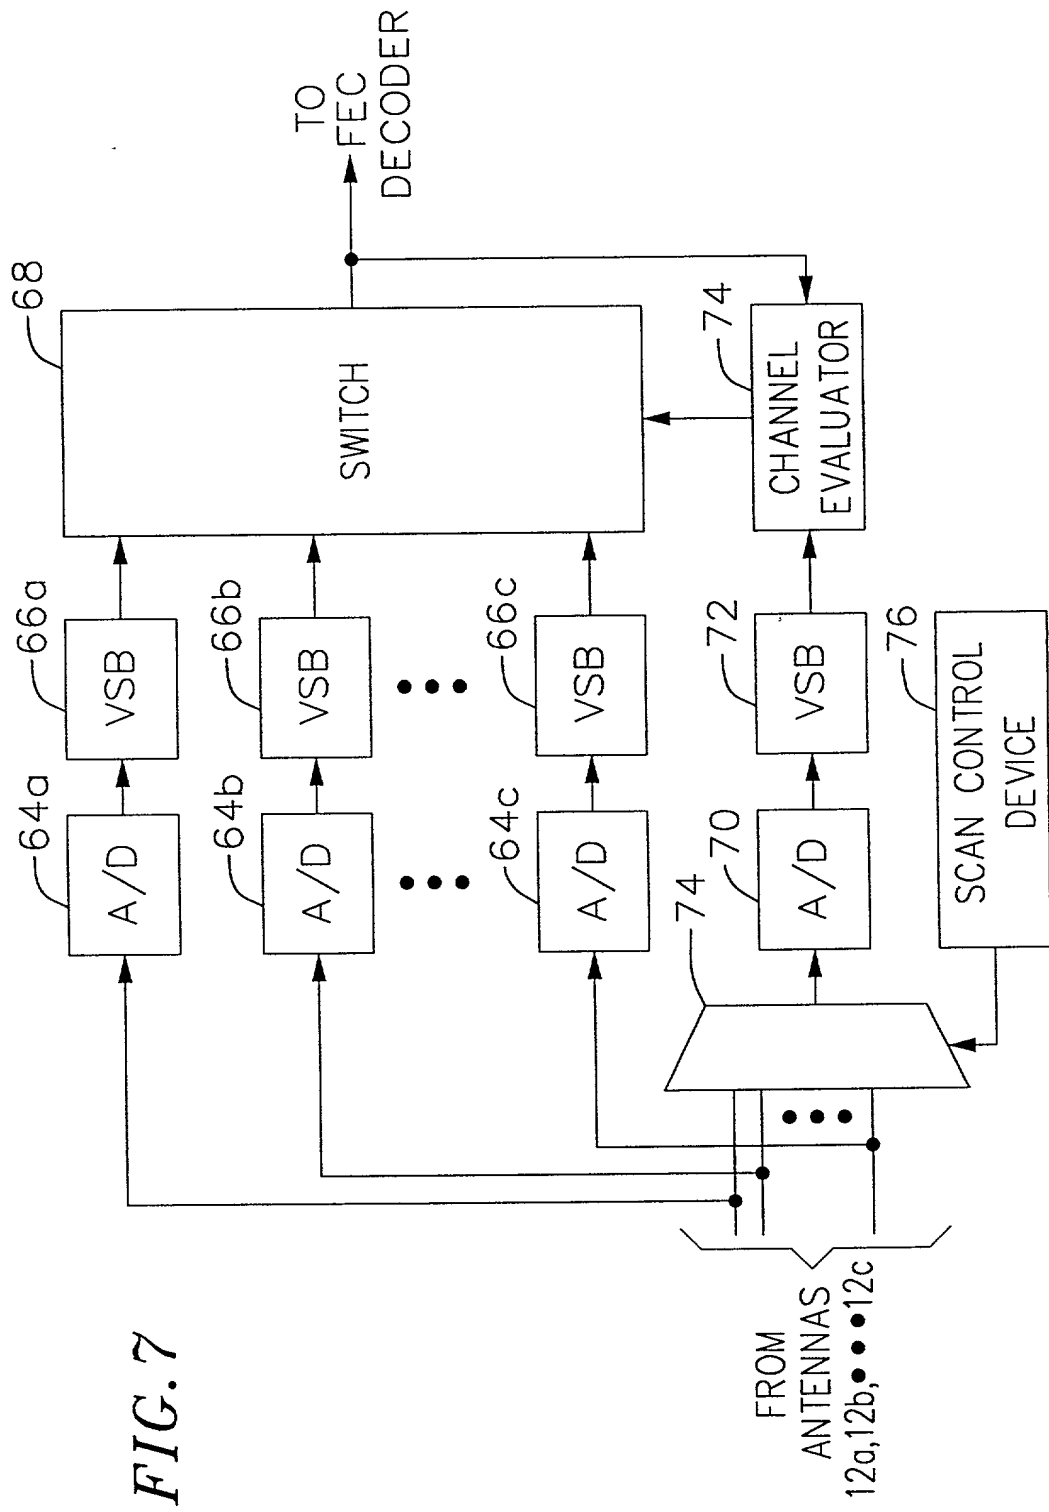 FIG. 7
64a
A/D
66a
VSB
68
SWITCH
TO
FEC
DECODER
64b
A/D
66b
VSB
64c
A/D
66c
VSB
74
70
A/D
72
VSB
74
CHANNEL
EVALUATOR
76
SCAN CONTROL
DEVICE
FROM
ANTENNAS
12a,12b,•••12c